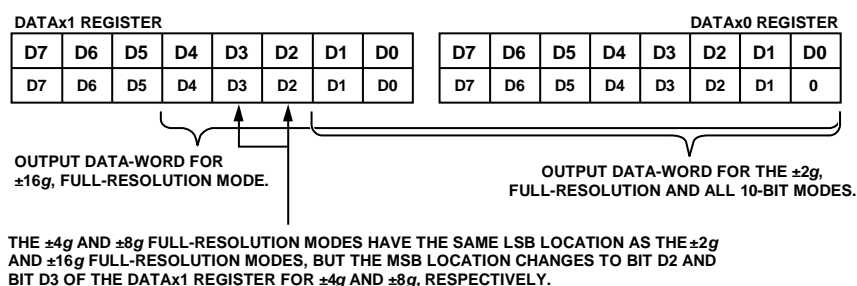 DATAx1 REGISTER DATAx0 REGISTER
D7 D6 D5 D4 D3 D2 D1 D0 D7 D6 D5 D4 D3 D2 D1 D0
D7 D6 D5 D4 D3 D2 D1 D0 D7 D6 D5 D4 D3 D2 D1 0
OUTPUT DATA-WORD FOR
±16g, FULL-RESOLUTION MODE.
OUTPUT DATA-WORD FOR THE ±2g,
FULL-RESOLUTION AND ALL 10-BIT MODES.
THE ±4g AND ±8g FULL-RESOLUTION MODES HAVE THE SAME LSB LOCATION AS THE ±2g
AND ±16g FULL-RESOLUTION MODES, BUT THE MSB LOCATION CHANGES TO BIT D2 AND
BIT D3 OF THE DATAx1 REGISTER FOR ±4g AND ±8g, RESPECTIVELY.